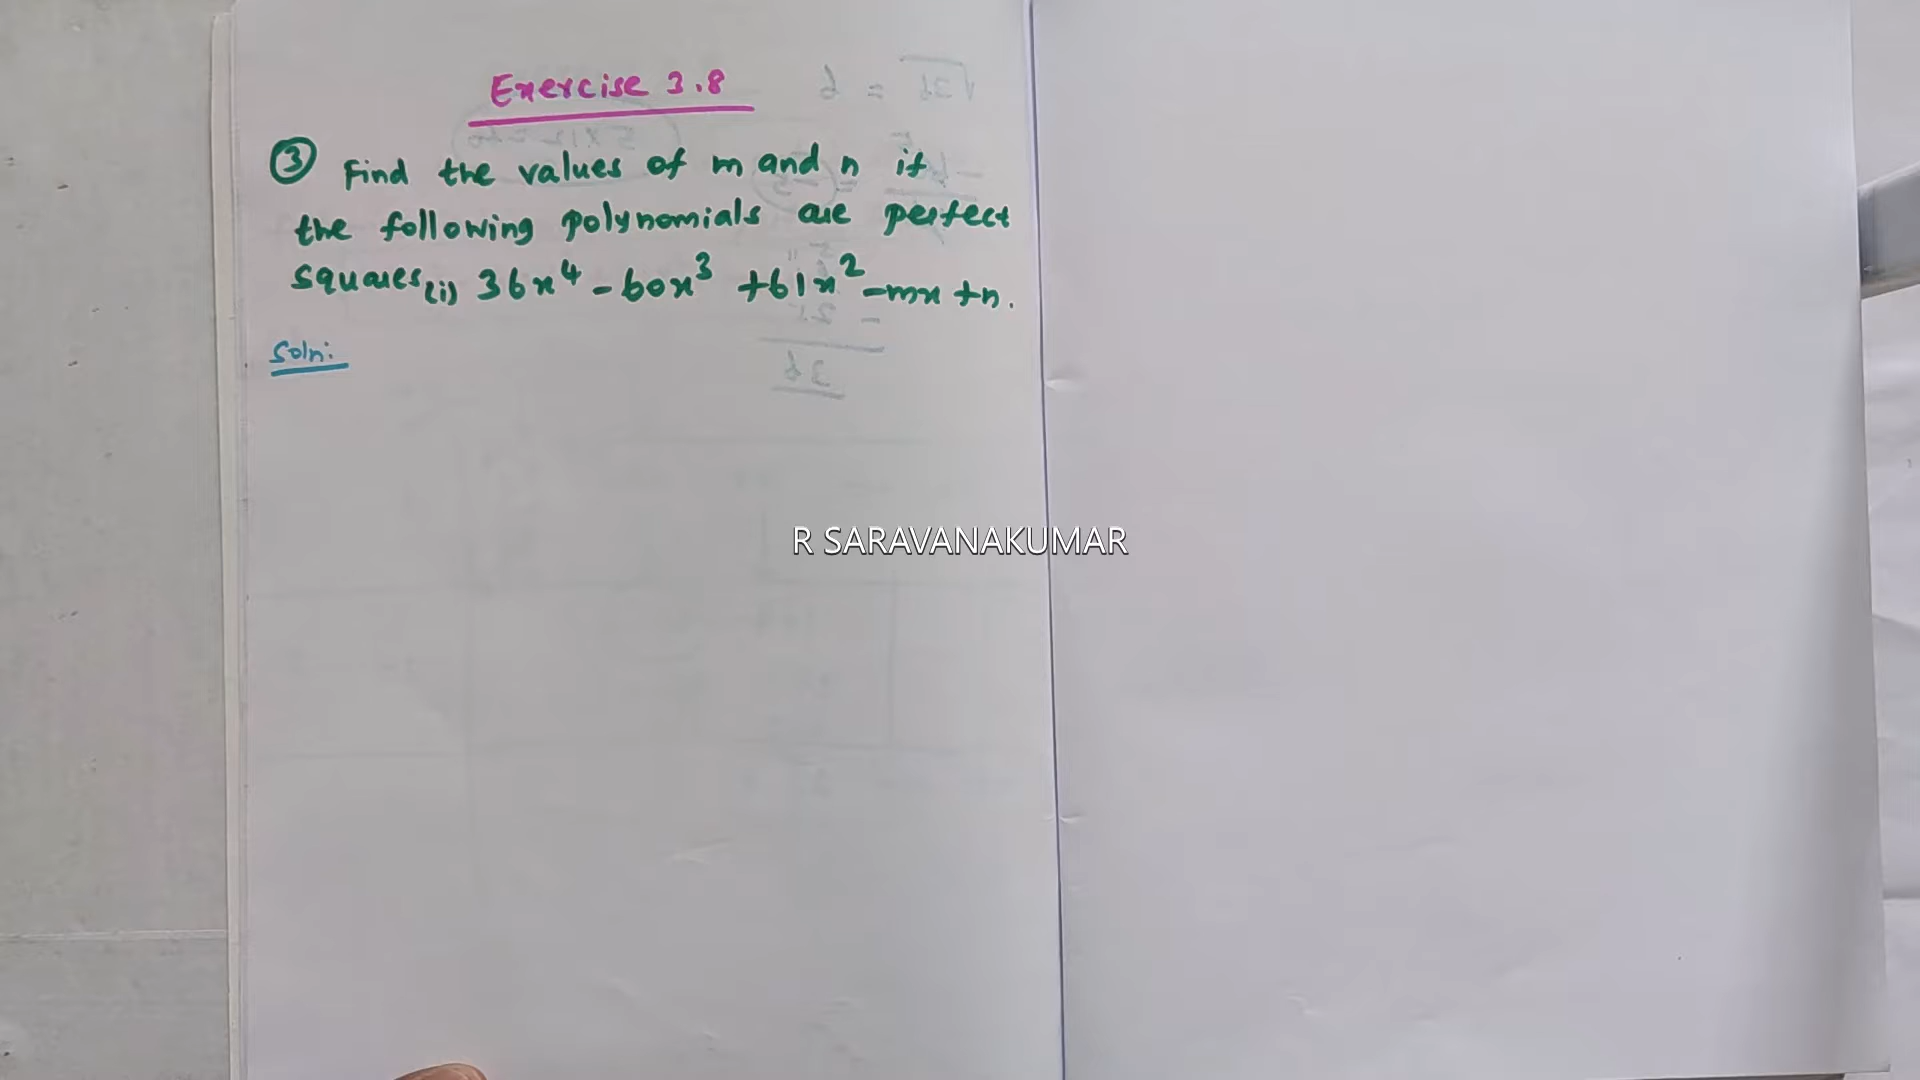 Exercise 3.8
③ Find the values of m and n if
the following polynomials are perfect
squares (i) 36x⁴ - 60x³ + 61x² - mx + n.
Soln:
R SARAVANAKUMAR